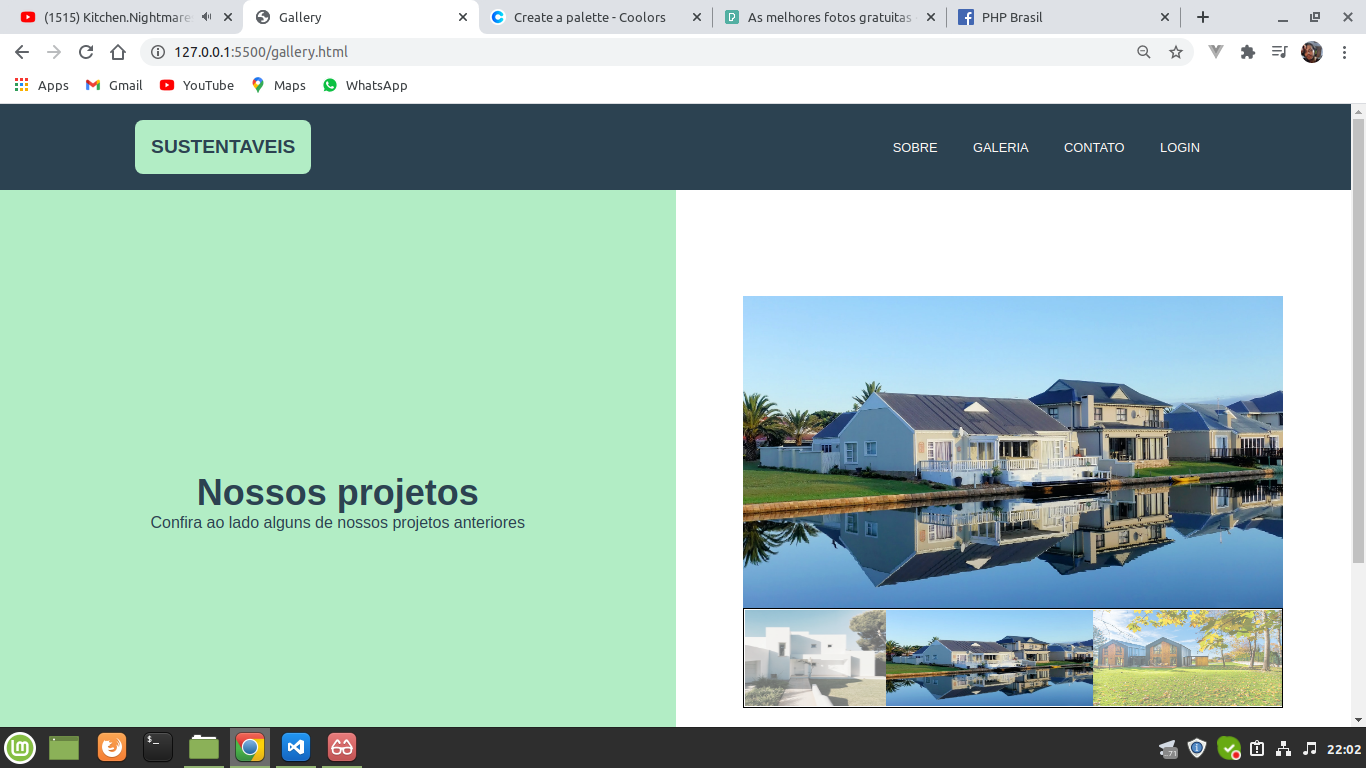 (1515) Kitchen.Nightmare
Gallery
Create a palette - Coolors
As melhores fotos gratuitas
PHP Brasil
127.0.0.1:5500/gallery.html
Apps
Gmail
YouTube
Maps
WhatsApp
SUSTENTAVEIS
SOBRE
GALERIA
CONTATO
LOGIN
Nossos projetos
Confira ao lado alguns de nossos projetos anteriores
71
22:02